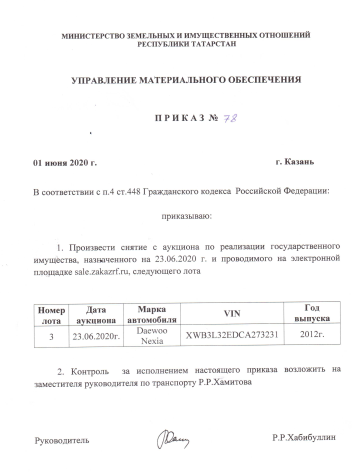 МИНИСТЕРСТВО ЗЕМЕЛЬНЫХ И ИМУЩЕСТВЕННЫХ ОТНОШЕНИЙ
РЕСПУБЛИКИ ТАТАРСТАН
УПРАВЛЕНИЕ МАТЕРИАЛЬНОГО ОБЕСПЕЧЕНИЯ
П Р И К А З № 78
01 июня 2020 г. г. Казань
В соответствии с п.4 ст.448 Гражданского кодекса Российской Федерации:
приказываю:
1. Произвести снятие с аукциона по реализации государственного
имущества, назначенного на 23.06.2020 г. и проводимого на электронной
площадке sale.zakazrf.ru, следующего лота
Номер лота Дата аукциона Марка автомобиля VIN Год выпуска
3 23.06.2020г. Daewoo Nexia XWB3L32EDCA273231 2012г.
2. Контроль за исполнением настоящего приказа возложить на
заместителя руководителя по транспорту Р.Р.Хамитова
Руководитель Р.Р.Хабибуллин